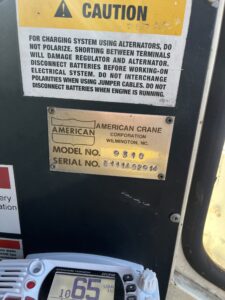 CAUTION
FOR CHARGING SYSTEM USING ALTERNATORS, DO
NOT POLARIZE. SHORTING BETWEEN TERMINALS
WILL DAMAGE REGULATOR AND ALTERNATOR.
DISCONNECT BATTERIES BEFORE WORKING ON
ELECTRICAL SYSTEM. DO NOT INTERCHANGE
POLARITIES WHEN USING JUMPER CABLES. DO NOT
DISCONNECT BATTERIES WHEN ENGINE IS RUNNING.
AMERICAN
AMERICAN CRANE
CORPORATION
WILMINGTON, NC.
MODEL NO.
SERIAL NO.
65